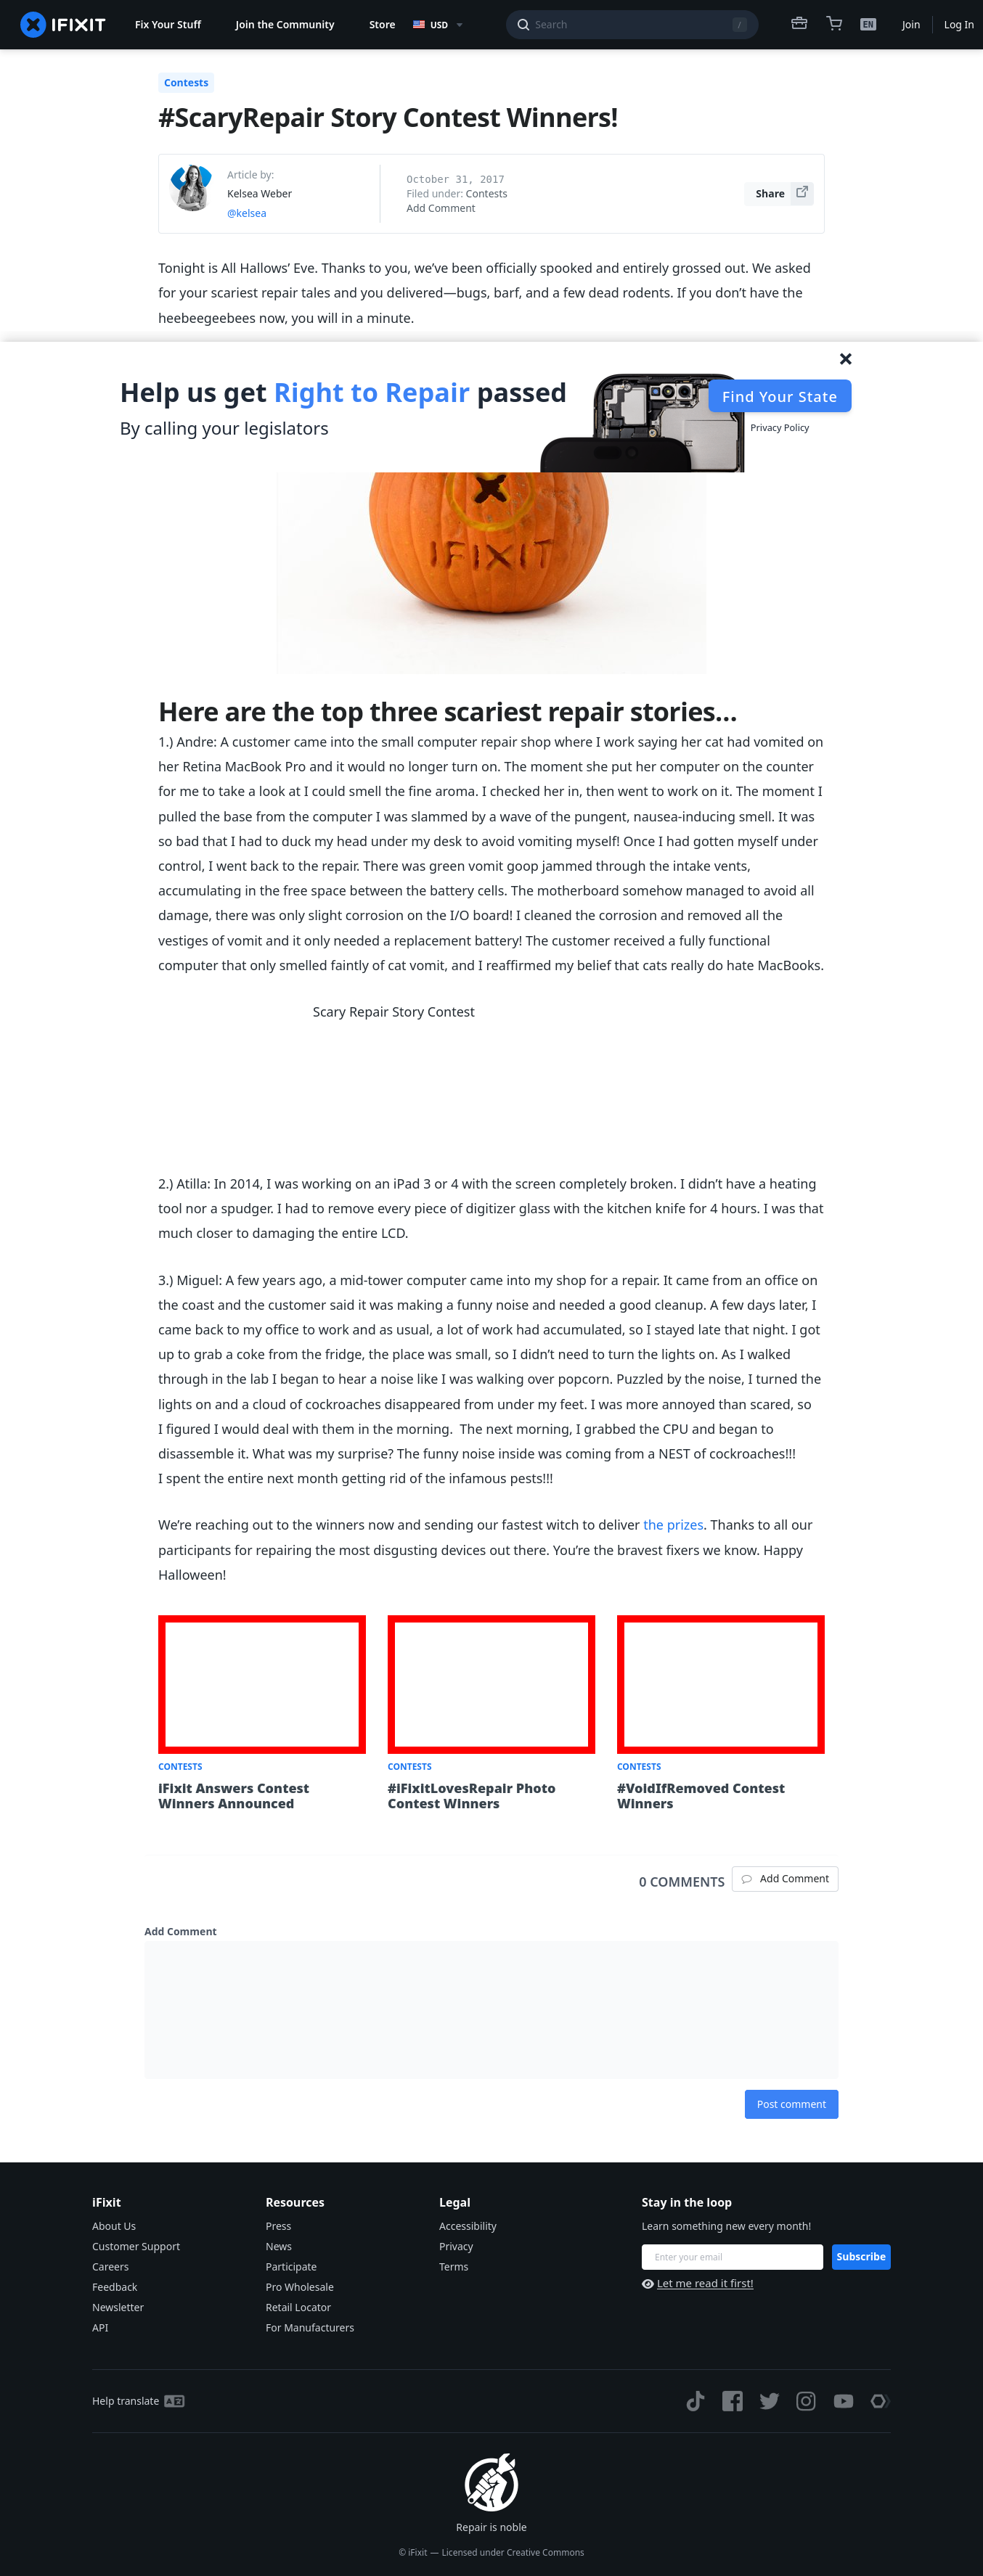 IFIXIT
Fix Your Stuff
Join the Community
Store
USD
Search
/
EN
Join
Log In
Contests
#ScaryRepair Story Contest Winners!
Article by:
Kelsea Weber
@kelsea
October 31, 2017
Filed under: Contests
Add Comment
Share
Tonight is All Hallows’ Eve. Thanks to you, we’ve been officially spooked and entirely grossed out. We asked
for your scariest repair tales and you delivered—bugs, barf, and a few dead rodents. If you don’t have the
heebeegeebees now, you will in a minute.
Help us get Right to Repair passed
By calling your legislators
Find Your State
Privacy Policy
IFIXIT
Here are the top three scariest repair stories…
1.) Andre: A customer came into the small computer repair shop where I work saying her cat had vomited on
her Retina MacBook Pro and it would no longer turn on. The moment she put her computer on the counter
for me to take a look at I could smell the fine aroma. I checked her in, then went to work on it. The moment I
pulled the base from the computer I was slammed by a wave of the pungent, nausea-inducing smell. It was
so bad that I had to duck my head under my desk to avoid vomiting myself! Once I had gotten myself under
control, I went back to the repair. There was green vomit goop jammed through the intake vents,
accumulating in the free space between the battery cells. The motherboard somehow managed to avoid all
damage, there was only slight corrosion on the I/O board! I cleaned the corrosion and removed all the
vestiges of vomit and it only needed a replacement battery! The customer received a fully functional
computer that only smelled faintly of cat vomit, and I reaffirmed my belief that cats really do hate MacBooks.
Scary Repair Story Contest
2.) Atilla: In 2014, I was working on an iPad 3 or 4 with the screen completely broken. I didn’t have a heating
tool nor a spudger. I had to remove every piece of digitizer glass with the kitchen knife for 4 hours. I was that
much closer to damaging the entire LCD.
3.) Miguel: A few years ago, a mid-tower computer came into my shop for a repair. It came from an office on
the coast and the customer said it was making a funny noise and needed a good cleanup. A few days later, I
came back to my office to work and as usual, a lot of work had accumulated, so I stayed late that night. I got
up to grab a coke from the fridge, the place was small, so I didn’t need to turn the lights on. As I walked
through in the lab I began to hear a noise like I was walking over popcorn. Puzzled by the noise, I turned the
lights on and a cloud of cockroaches disappeared from under my feet. I was more annoyed than scared, so
I figured I would deal with them in the morning.  The next morning, I grabbed the CPU and began to
disassemble it. What was my surprise? The funny noise inside was coming from a NEST of cockroaches!!!
I spent the entire next month getting rid of the infamous pests!!!
We’re reaching out to the winners now and sending our fastest witch to deliver the prizes. Thanks to all our
participants for repairing the most disgusting devices out there. You’re the bravest fixers we know. Happy
Halloween!
CONTESTS
iFixit Answers Contest
Winners Announced
CONTESTS
#iFixitLovesRepair Photo
Contest Winners
CONTESTS
#VoidIfRemoved Contest
Winners
0 COMMENTS
Add Comment
Add Comment
Post comment
iFixit
About Us
Customer Support
Careers
Feedback
Newsletter
API
Resources
Press
News
Participate
Pro Wholesale
Retail Locator
For Manufacturers
Legal
Accessibility
Privacy
Terms
Stay in the loop
Learn something new every month!
Enter your email
Subscribe
Let me read it first!
Help translate
Repair is noble
© iFixit — Licensed under Creative Commons